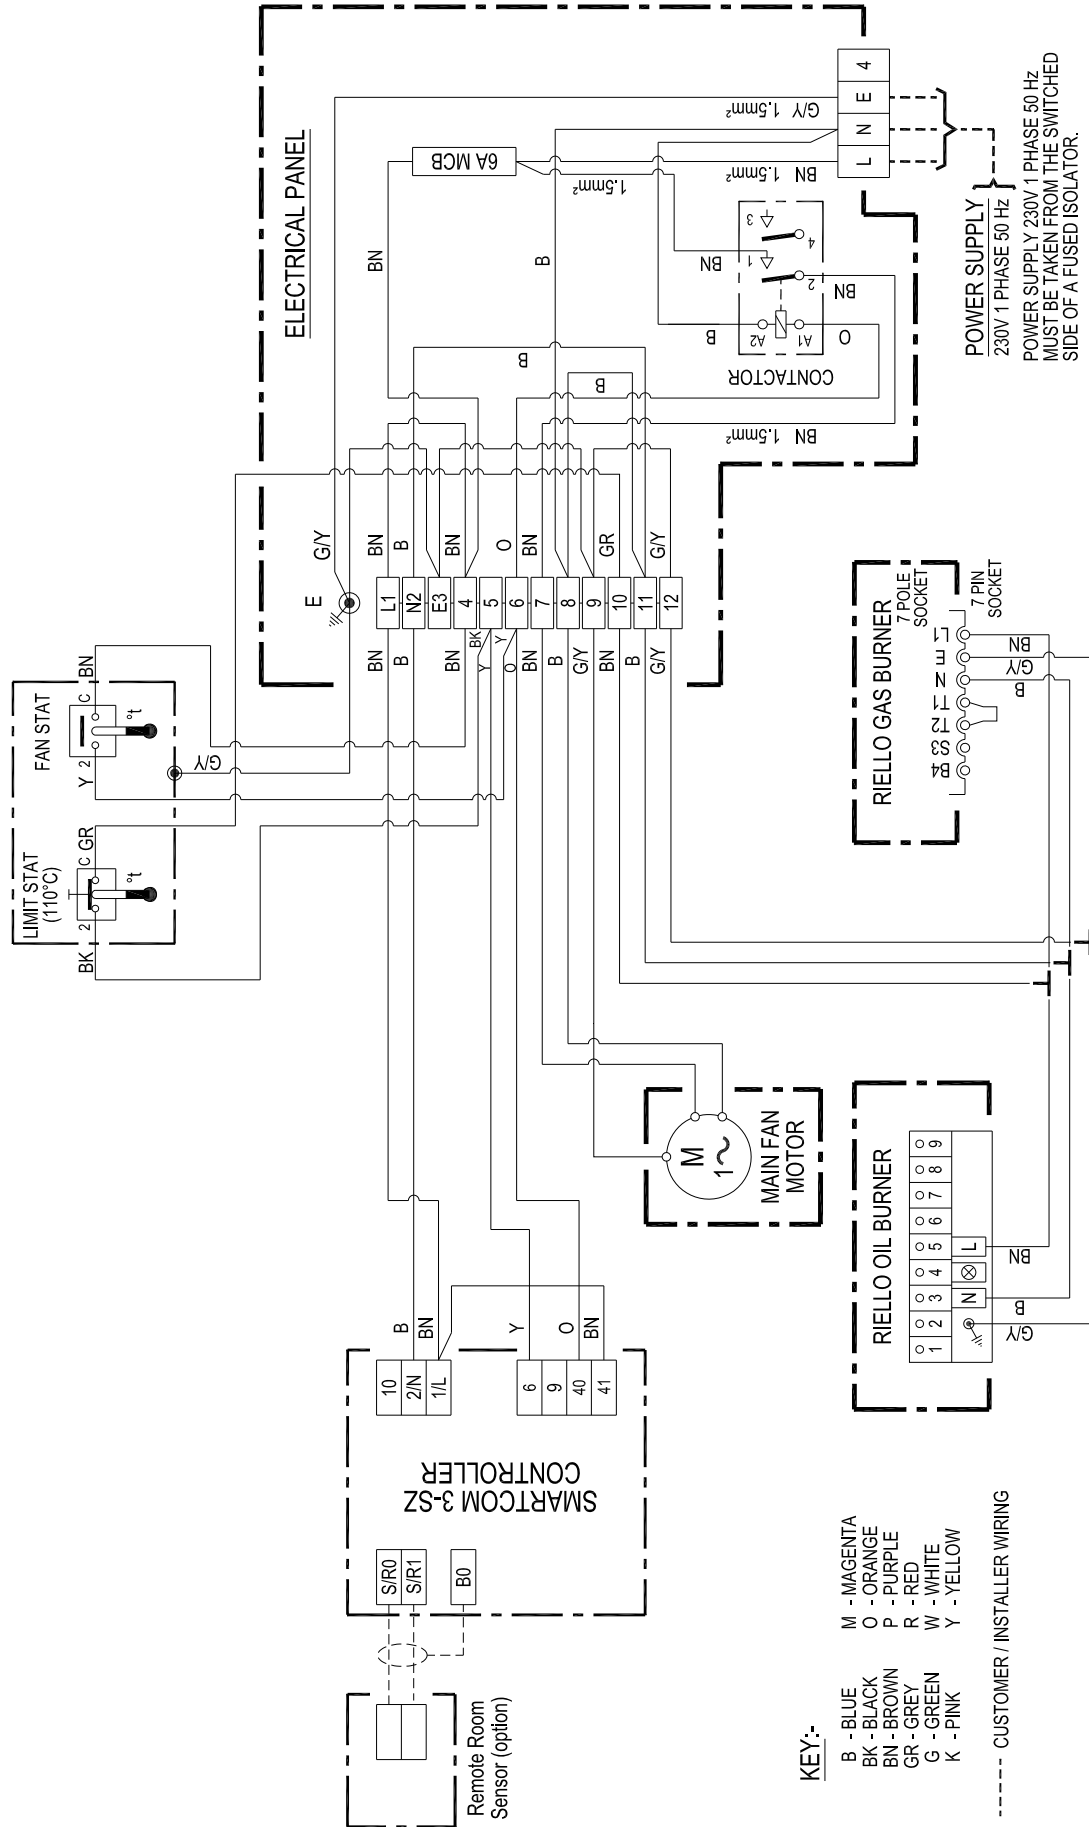 ELECTRICAL PANEL
POWER SUPPLY
230V 1 PHASE 50 Hz
POWER SUPPLY 230V 1 PHASE 50 Hz
MUST BE TAKEN FROM THE SWITCHED
SIDE OF A FUSED ISOLATOR.
L
N
E
4
G/Y 1.5mm²
BN 1.5mm²
1.5mm²
6A MCB
BN
B
CONTACTOR
A2
A1
1
2
3
4
B
O
BN
BN
B
B
BN 1.5mm²
E
G/Y
BN
B
BN
O
BN
B
G/Y
GR
B
G/Y
L1
N2
E3
4
5
6
7
8
9
10
11
12
BN
B
BN
BK
Y
Y
O
BN
B
G/Y
BN
B
G/Y
FAN STAT
BN
C
2
Y
°t
G/Y
LIMIT STAT
(110°C)
GR
C
2
BK
°t
RIELLO GAS BURNER
7 POLE
SOCKET
7 PIN
SOCKET
L1
E
N
T1
T2
S3
B4
BN
G/Y
B
MAIN FAN
MOTOR
M
1~
RIELLO OIL BURNER
1
2
3
4
5
6
7
8
9
N
L
BN
B
G/Y
SMARTCOM 3-SZ
CONTROLLER
10
2/N
1/L
B
BN
6
9
40
41
Y
O
BN
S/R0
S/R1
B0
Remote Room
Sensor (option)
KEY:-
B - BLUE
BK - BLACK
BN - BROWN
GR - GREY
G - GREEN
K - PINK
M - MAGENTA
O - ORANGE
P - PURPLE
R - RED
W - WHITE
Y - YELLOW
CUSTOMER / INSTALLER WIRING